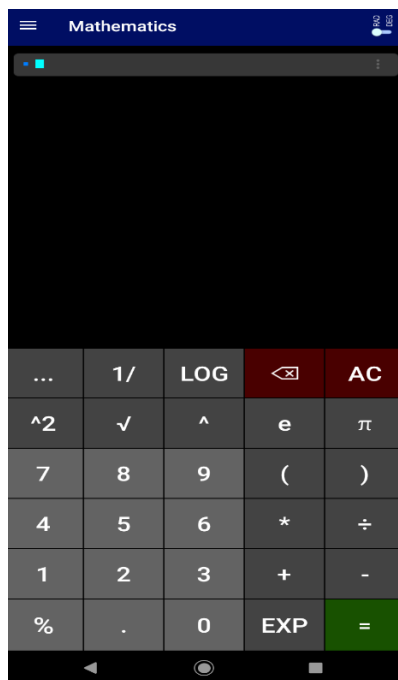 Mathematics RAD DEG
... 1/ LOG AC
^2 √ ^ e π
7 8 9 ( )
4 5 6 * ÷
1 2 3 + -
% . 0 EXP =